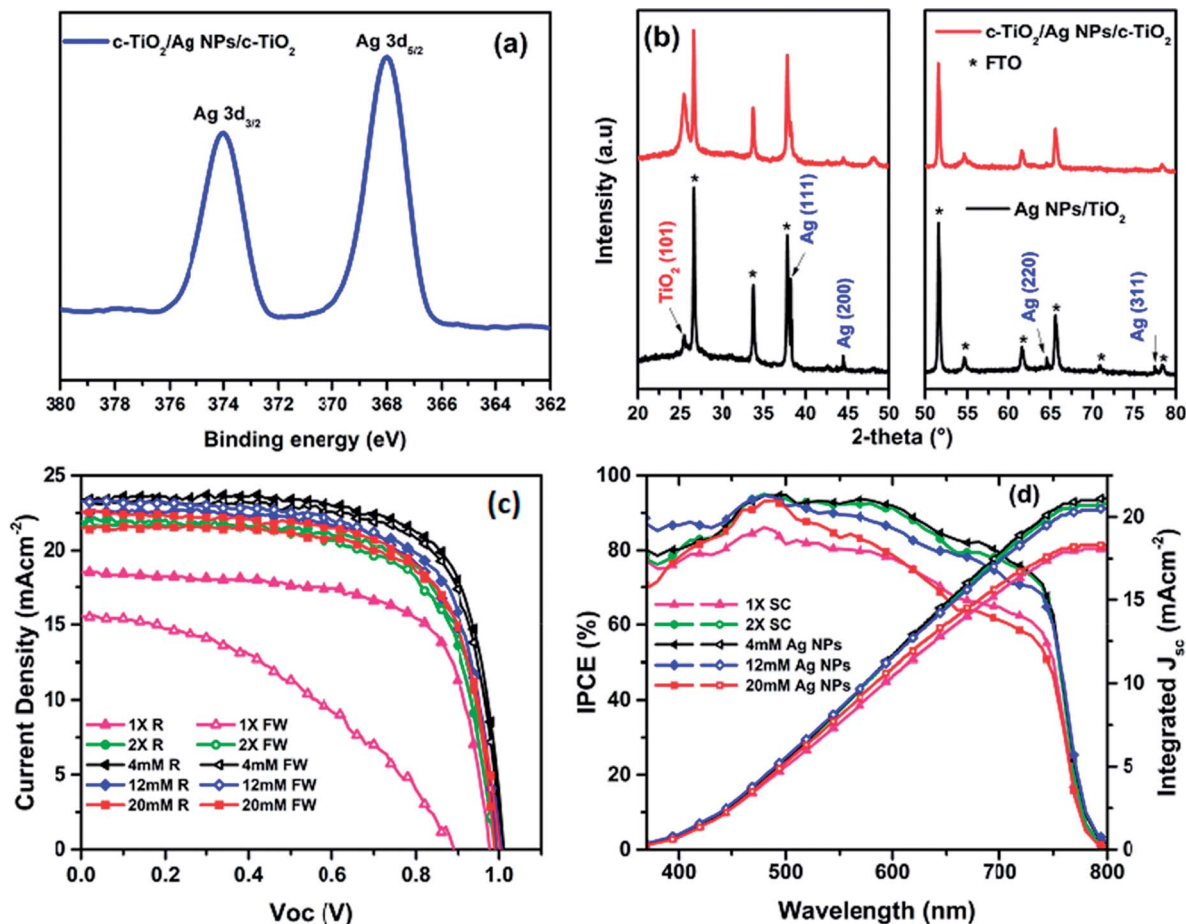 (a)
c-TiO₂/Ag NPs/c-TiO₂
Ag 3d₅/₂
Ag 3d₃/₂
380 378 376 374 372 370 368 366 364 362
Binding energy (eV)
(b)
c-TiO₂/Ag NPs/c-TiO₂
c-TiO₂/Ag NPs/c-TiO₂
* FTO
Ag NPs/TiO₂
Intensity (a.u)
TiO₂ (101)
*
*
*
Ag (111)
Ag (200)
*
*
*
Ag (220)
*
*
Ag (311)
*
20 25 30 35 40 45 50
50 55 60 65 70 75 80
2-theta (°)
(c)
25
20
15
10
5
0
Current Density (mAcm⁻²)
1X R 1X FW
2X R 2X FW
4mM R 4mM FW
12mM R 12mM FW
20mM R 20mM FW
0.0 0.2 0.4 0.6 0.8 1.0
Voc (V)
(d)
100
80
60
40
20
0
IPCE (%)
1X SC
2X SC
4mM Ag NPs
12mM Ag NPs
20mM Ag NPs
20
15
10
5
0
Integrated Jsc (mAcm⁻²)
400 500 600 700 800
Wavelength (nm)